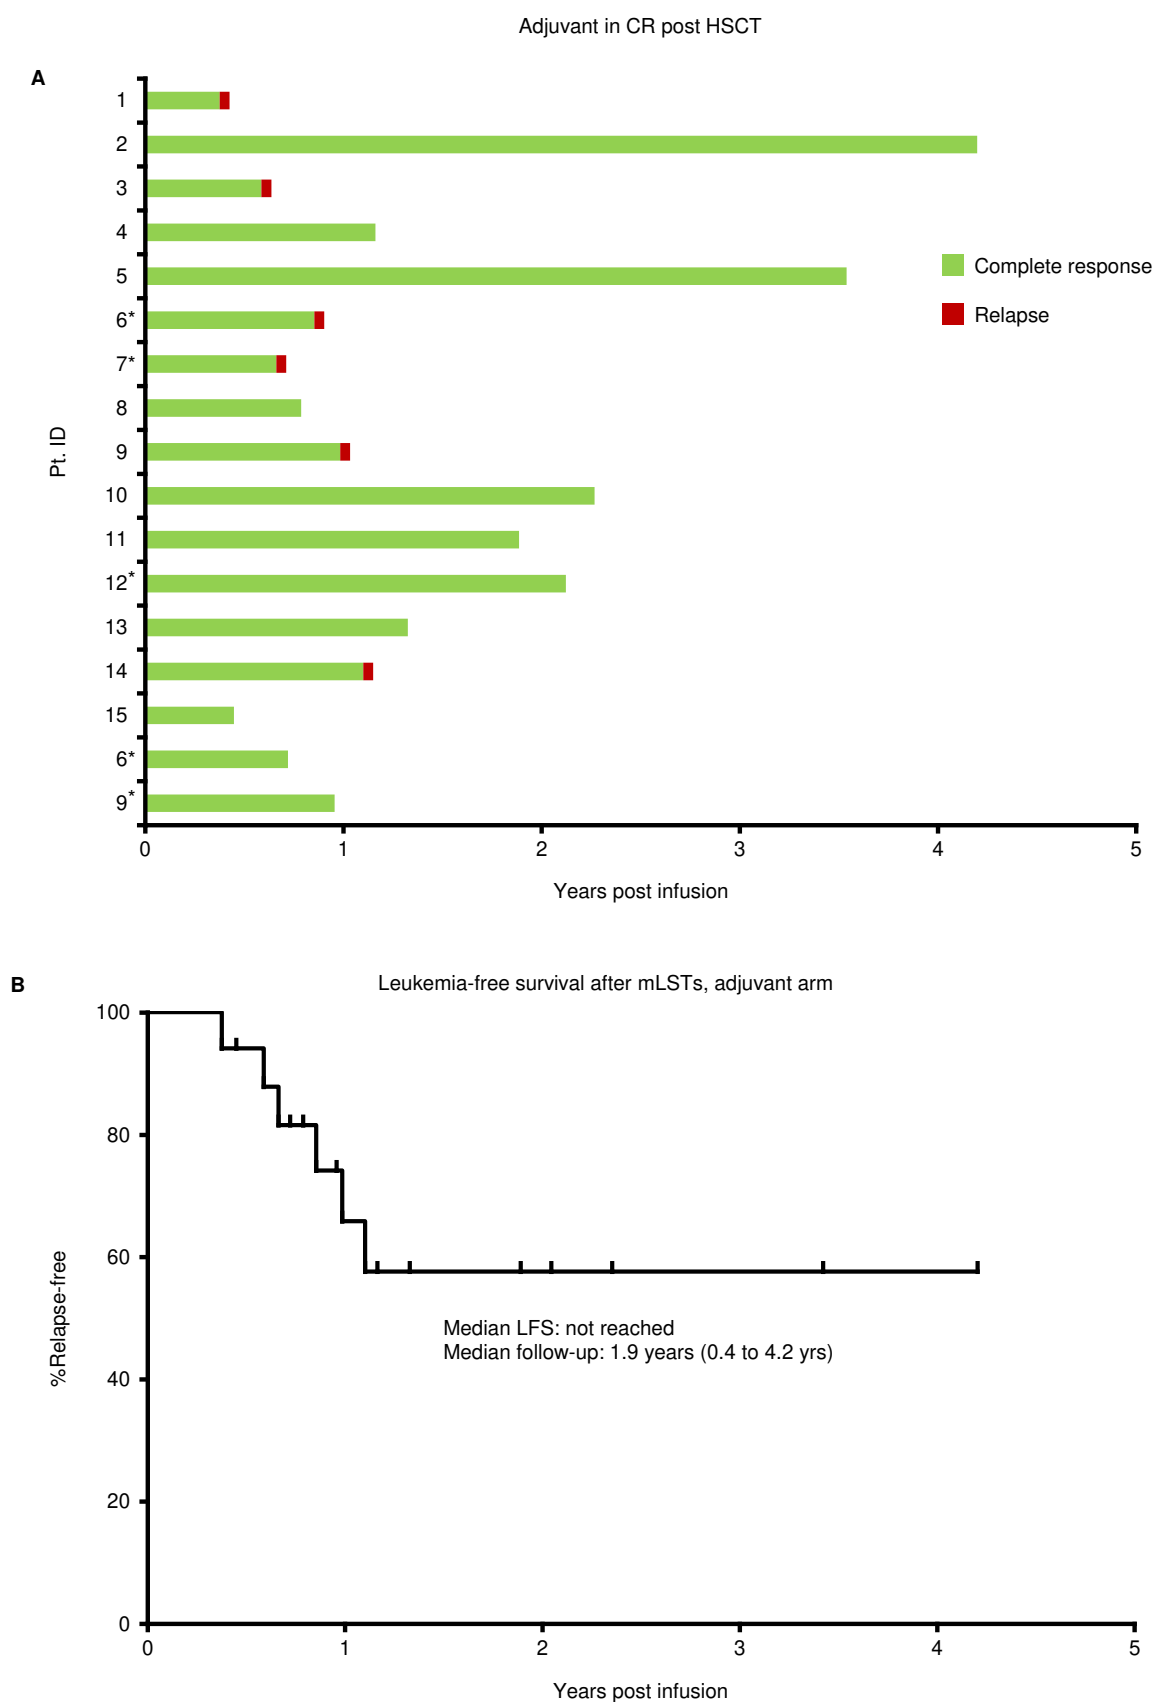 Adjuvant in CR post HSCT
A
1
2
3
4
5
6*
7*
8
9
10
11
12*
13
14
15
6*
9*
Pt. ID
Complete response
Relapse
0 1 2 3 4 5
Years post infusion
B
Leukemia-free survival after mLSTs, adjuvant arm
100
80
60
40
20
0
%Relapse-free
Median LFS: not reached
Median follow-up: 1.9 years (0.4 to 4.2 yrs)
0 1 2 3 4 5
Years post infusion